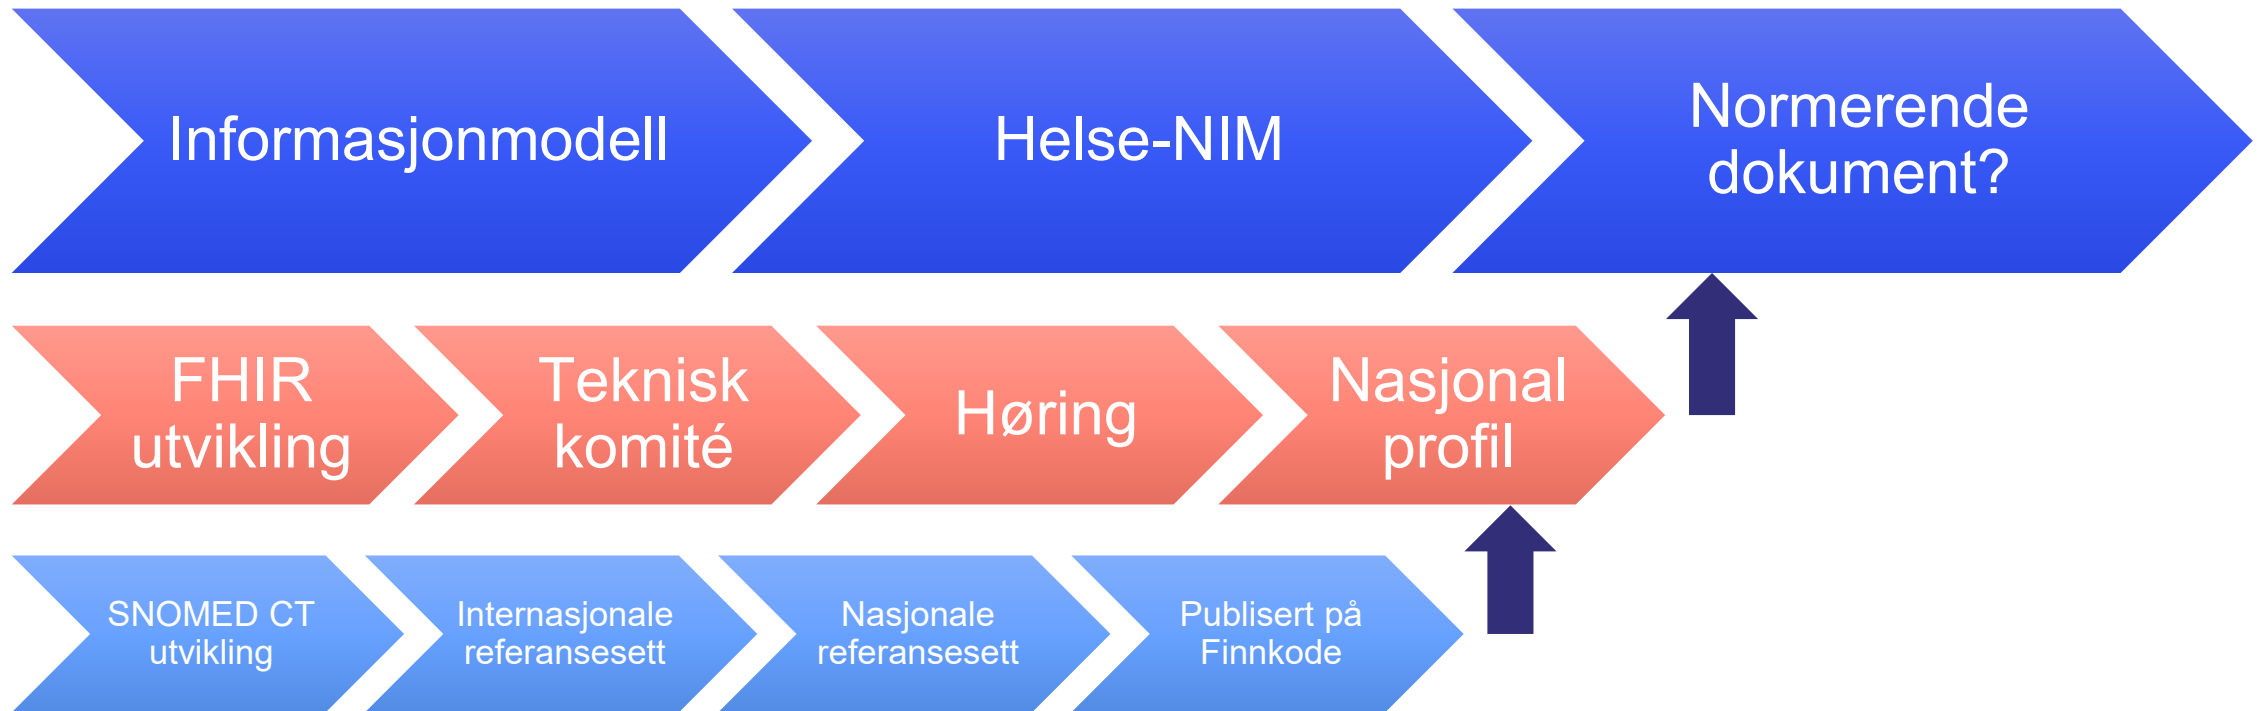 Informasjonmodell
Helse-NIM
Normerende
dokument?
FHIR
utvikling
Teknisk
komité
Høring
Nasjonal
profil
SNOMED CT
utvikling
Internasjonale
referansesett
Nasjonale
referansesett
Publisert på
Finnkode